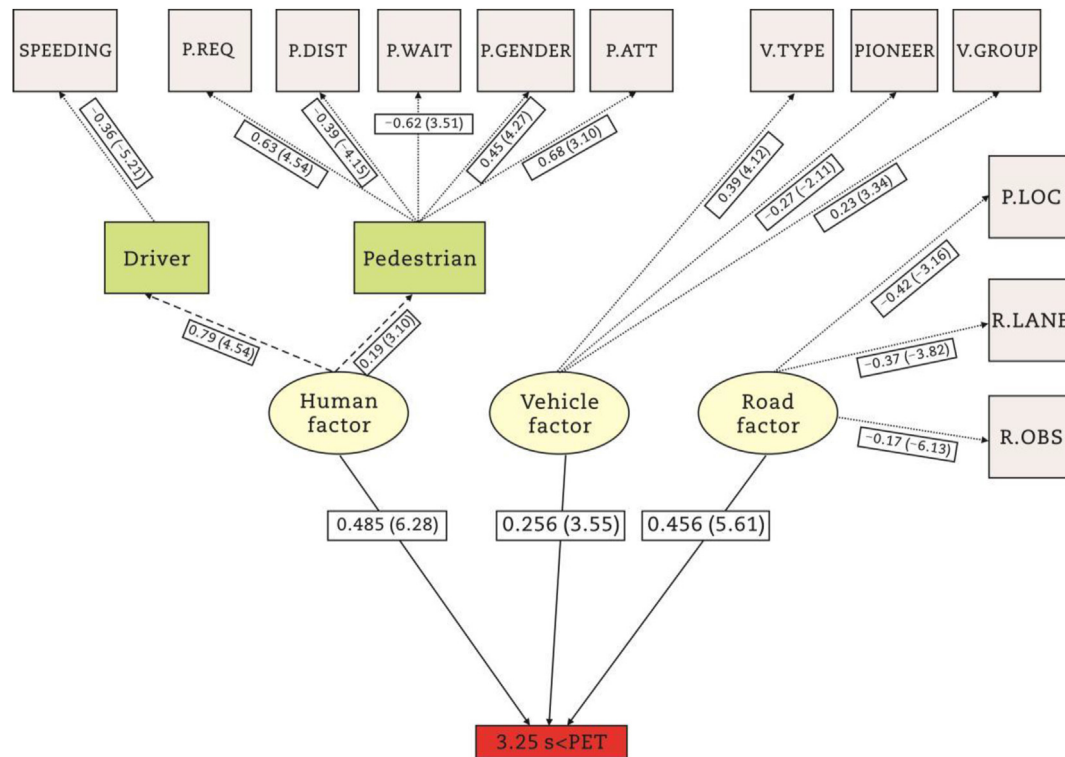 SPEEDING
P.REQ
P.DIST
P.WAIT
P.GENDER
P.ATT
V.TYPE
PIONEER
V.GROUP
−0.36 (−5.21)
0.63 (4.54)
−0.39 (−4.15)
−0.62 (3.51)
0.45 (4.27)
0.68 (3.10)
0.39 (4.12)
−0.27 (−2.11)
0.23 (3.34)
P.LOC
Driver
Pedestrian
−0.42 (−3.16)
R.LANE
0.79 (4.54)
0.19 (3.10)
−0.37 (−3.82)
Human
factor
Vehicle
factor
Road
factor
R.OBS
−0.17 (−6.13)
0.485 (6.28)
0.256 (3.55)
0.456 (5.61)
3.25 s<PET